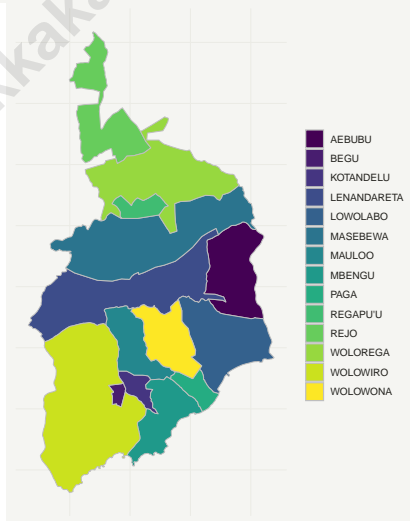 AEBUBU
BEGU
KOTANDELU
LENANDARETA
LOWOLABO
MASEBEWA
MAULOO
MBENGU
PAGA
REGAPU'U
REJO
WOLOREGA
WOLOWIRO
WOLOWONA